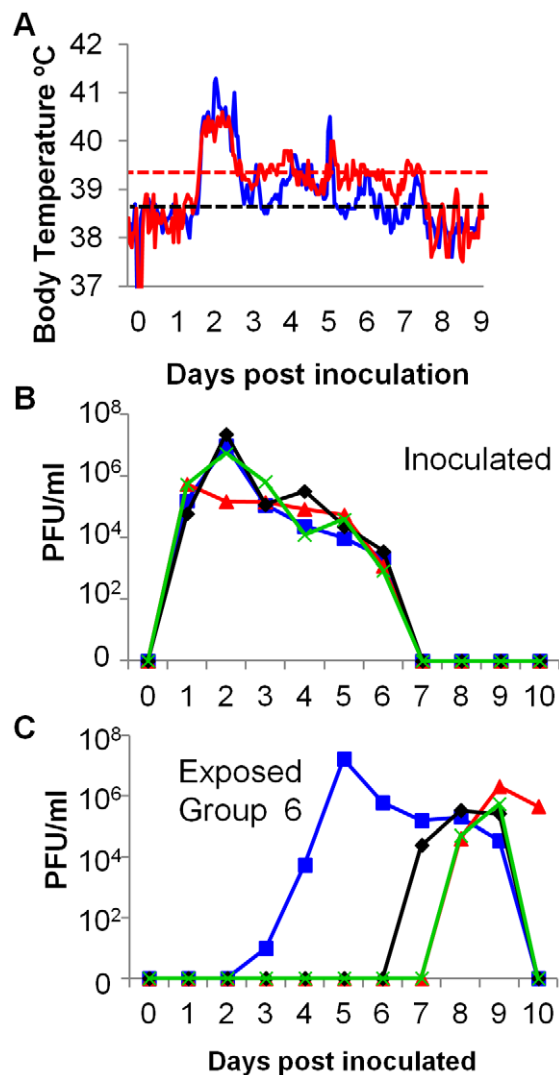 A
Body Temperature ºC
42
41
40
39
38
37
0 1 2 3 4 5 6 7 8 9
Days post inoculation
B
PFU/ml
10⁸
10⁶
10⁴
10²
0
Inoculated
0 1 2 3 4 5 6 7 8 9 10
C
PFU/ml
10⁸
10⁶
10⁴
10²
0
Exposed
Group 6
0 1 2 3 4 5 6 7 8 9 10
Days post inoculated